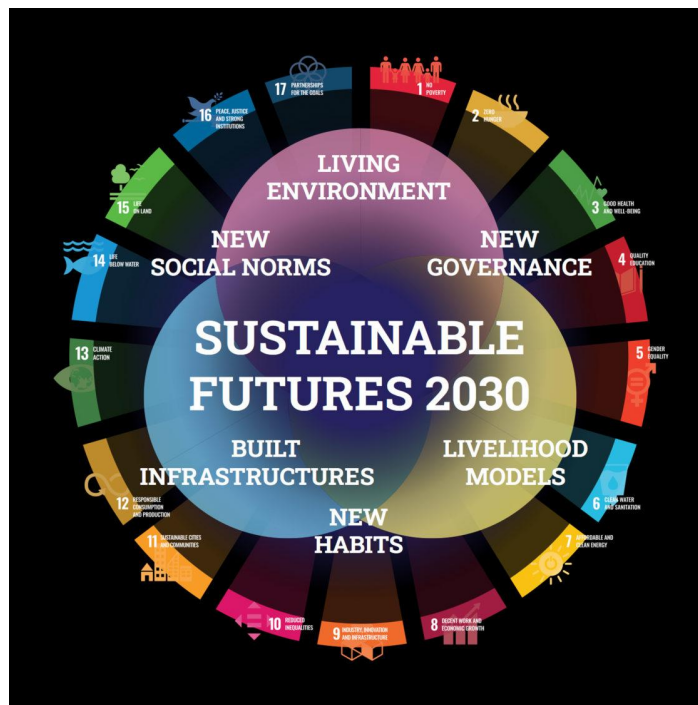 17 PARTNERSHIPS
FOR THE GOALS
1 NO
POVERTY
16 PEACE, JUSTICE
AND STRONG
INSTITUTIONS
2 ZERO
HUNGER
LIVING
ENVIRONMENT
15 LIFE
ON LAND
3 GOOD HEALTH
AND WELL-BEING
NEW
SOCIAL NORMS
NEW
GOVERNANCE
14 LIFE
BELOW WATER
4 QUALITY
EDUCATION
SUSTAINABLE
FUTURES 2030
13 CLIMATE
ACTION
5 GENDER
EQUALITY
BUILT
INFRASTRUCTURES
LIVELIHOOD
MODELS
12 RESPONSIBLE
CONSUMPTION
AND PRODUCTION
6 CLEAN WATER
AND SANITATION
NEW
HABITS
11 SUSTAINABLE CITIES
AND COMMUNITIES
7 AFFORDABLE AND
CLEAN ENERGY
10 REDUCED
INEQUALITIES
9 INDUSTRY, INNOVATION
AND INFRASTRUCTURE
8 DECENT WORK AND
ECONOMIC GROWTH